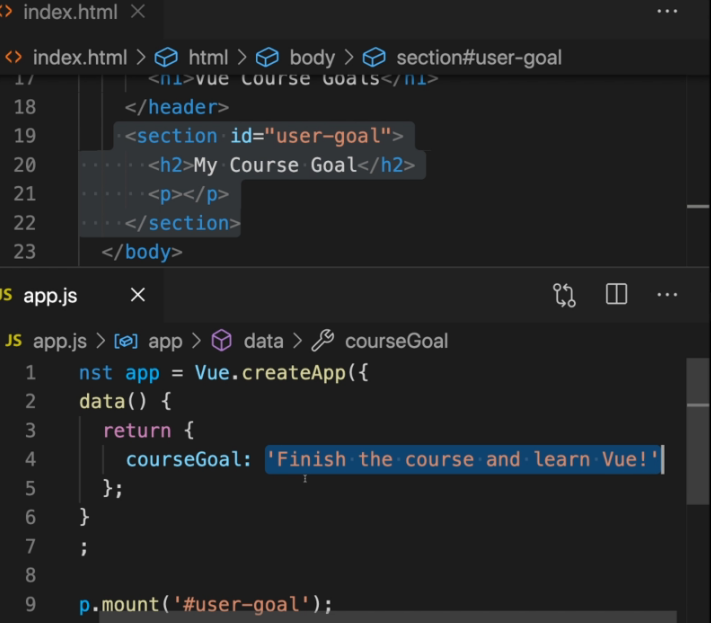 index.html
index.html > html > body > section#user-goal
17 <h1>Vue Course Goals</h1>
18 </header>
19 <section id="user-goal">
20 <h2>My Course Goal</h2>
21 <p></p>
22 </section>
23 </body>
JS app.js
JS app.js > app > data > courseGoal
1 nst app = Vue.createApp({
2 data() {
3 return {
4 courseGoal: 'Finish the course and learn Vue!'
5 };
6 }
7 ;
8
9 p.mount('#user-goal');